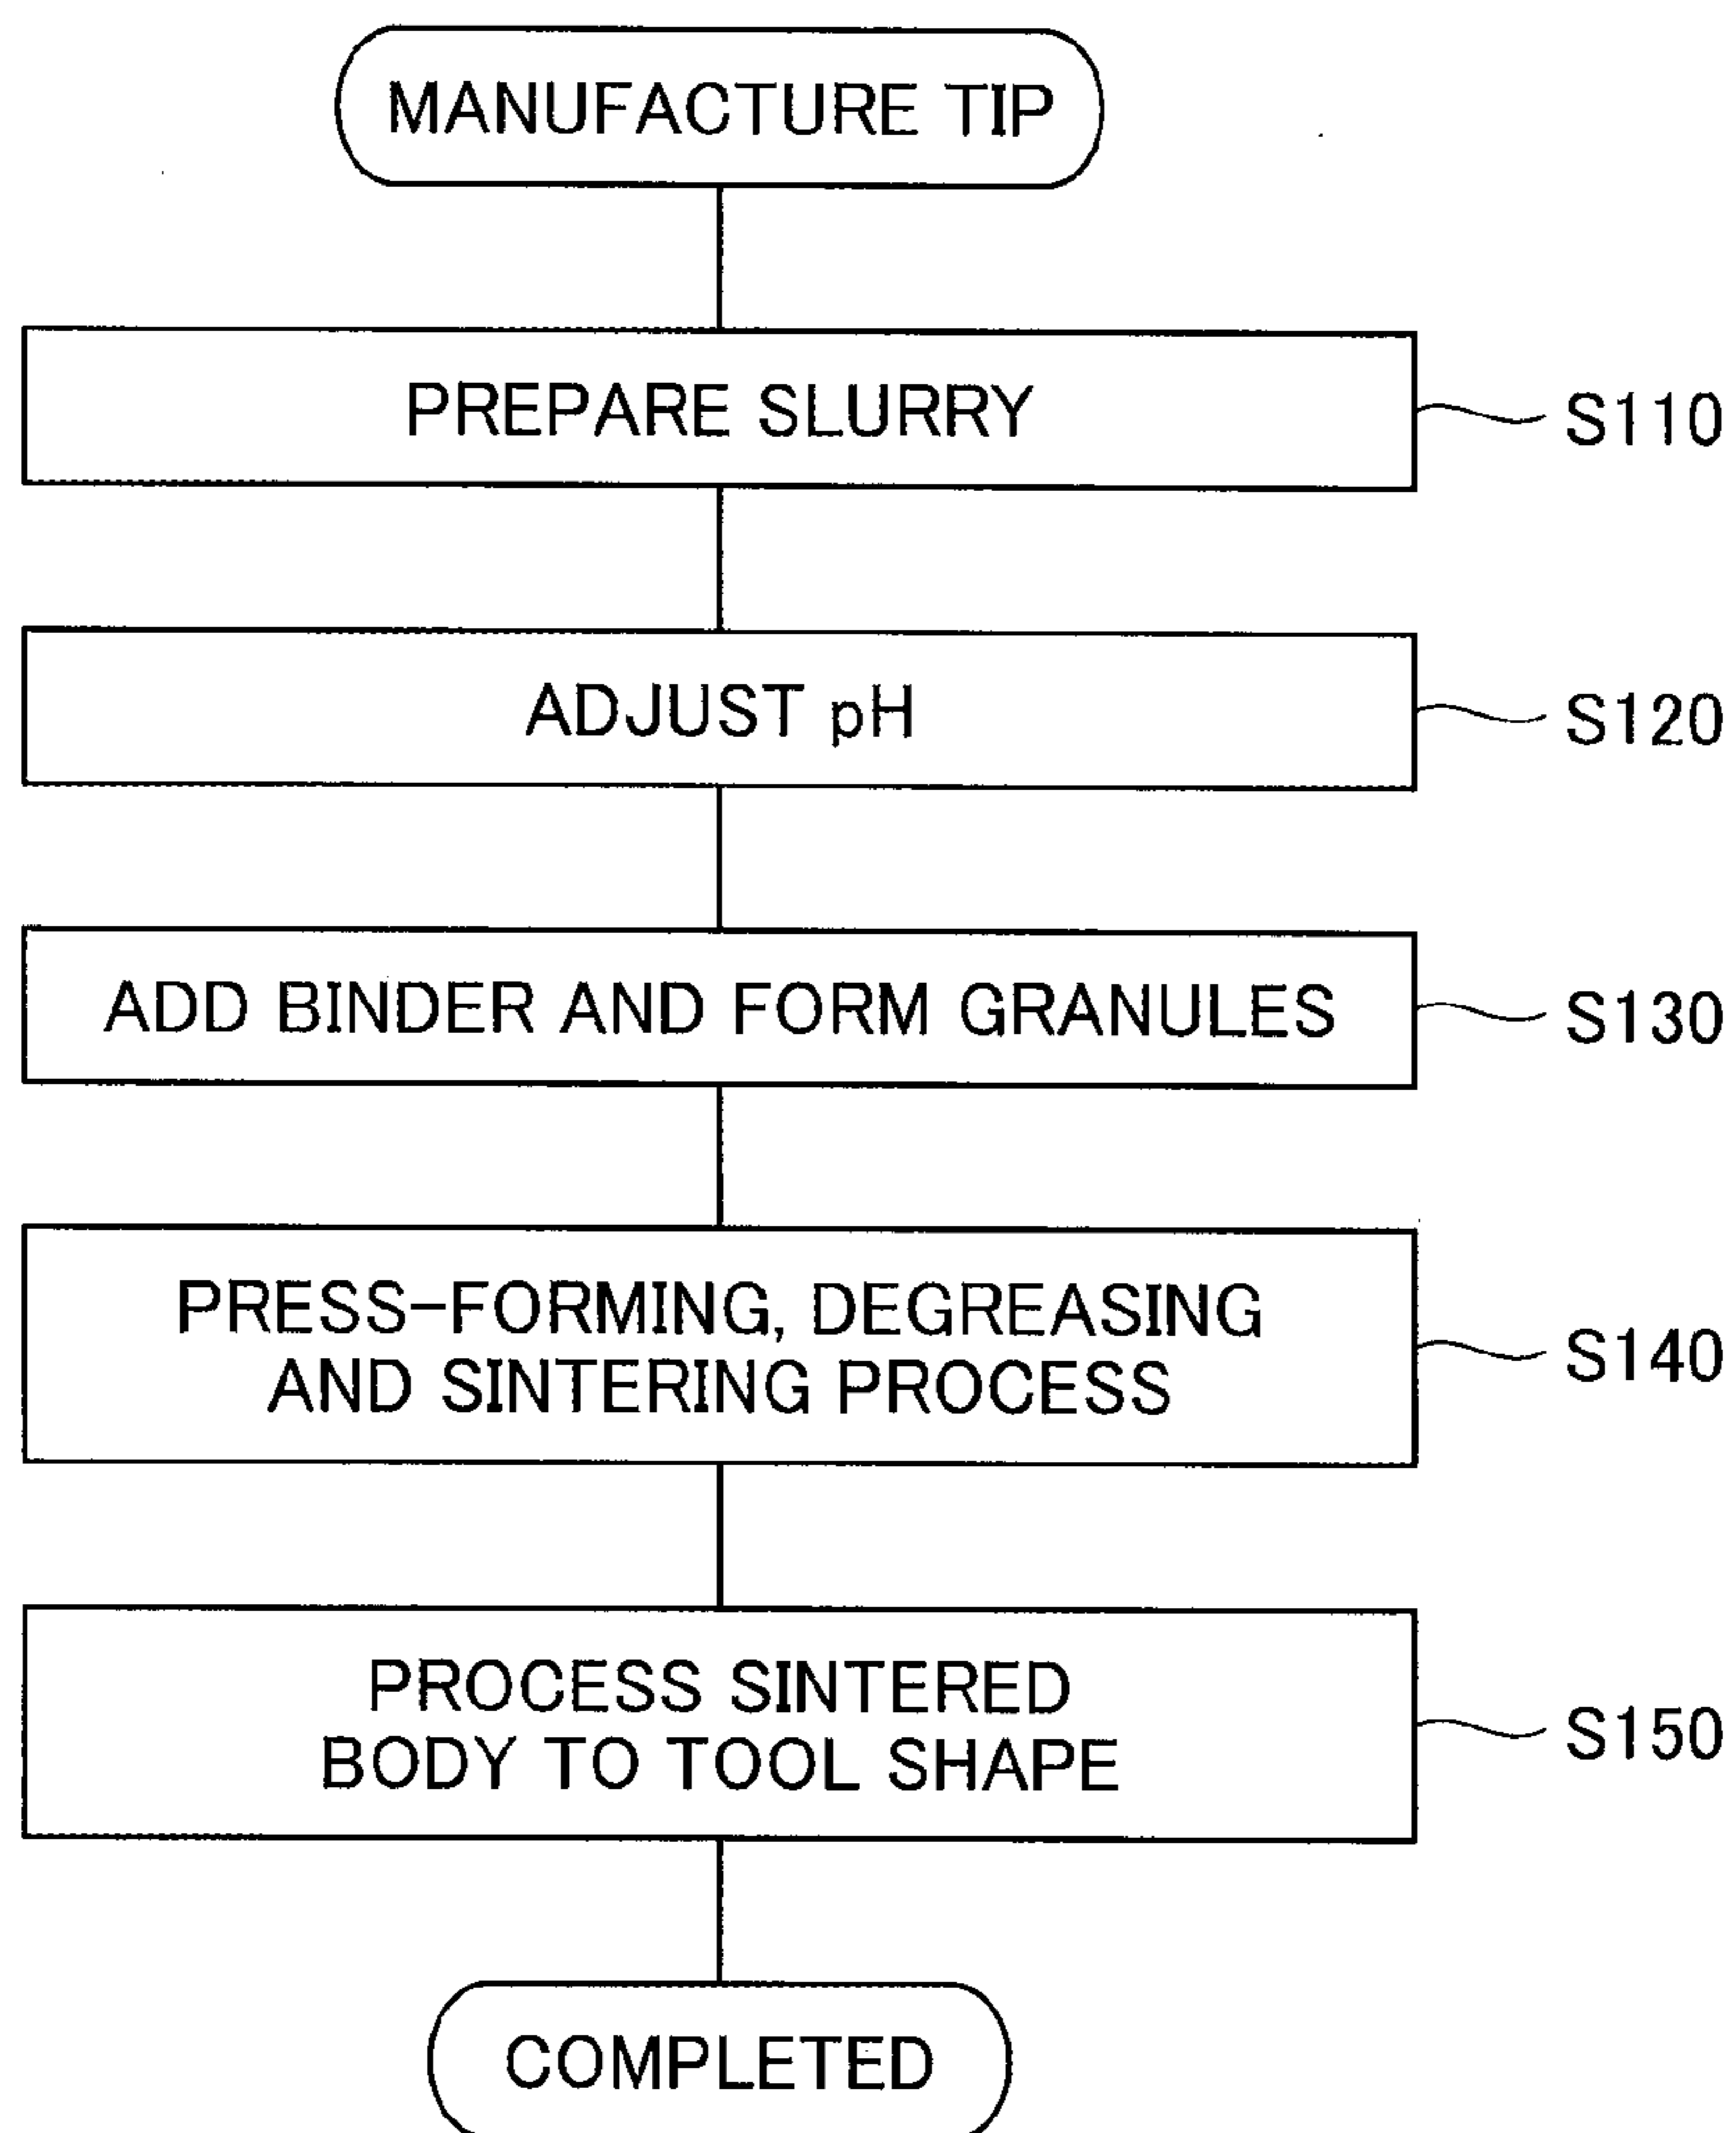 MANUFACTURE TIP
PREPARE SLURRY
S110
ADJUST pH
S120
ADD BINDER AND FORM GRANULES
S130
PRESS-FORMING, DEGREASING
AND SINTERING PROCESS
S140
PROCESS SINTERED
BODY TO TOOL SHAPE
S150
COMPLETED